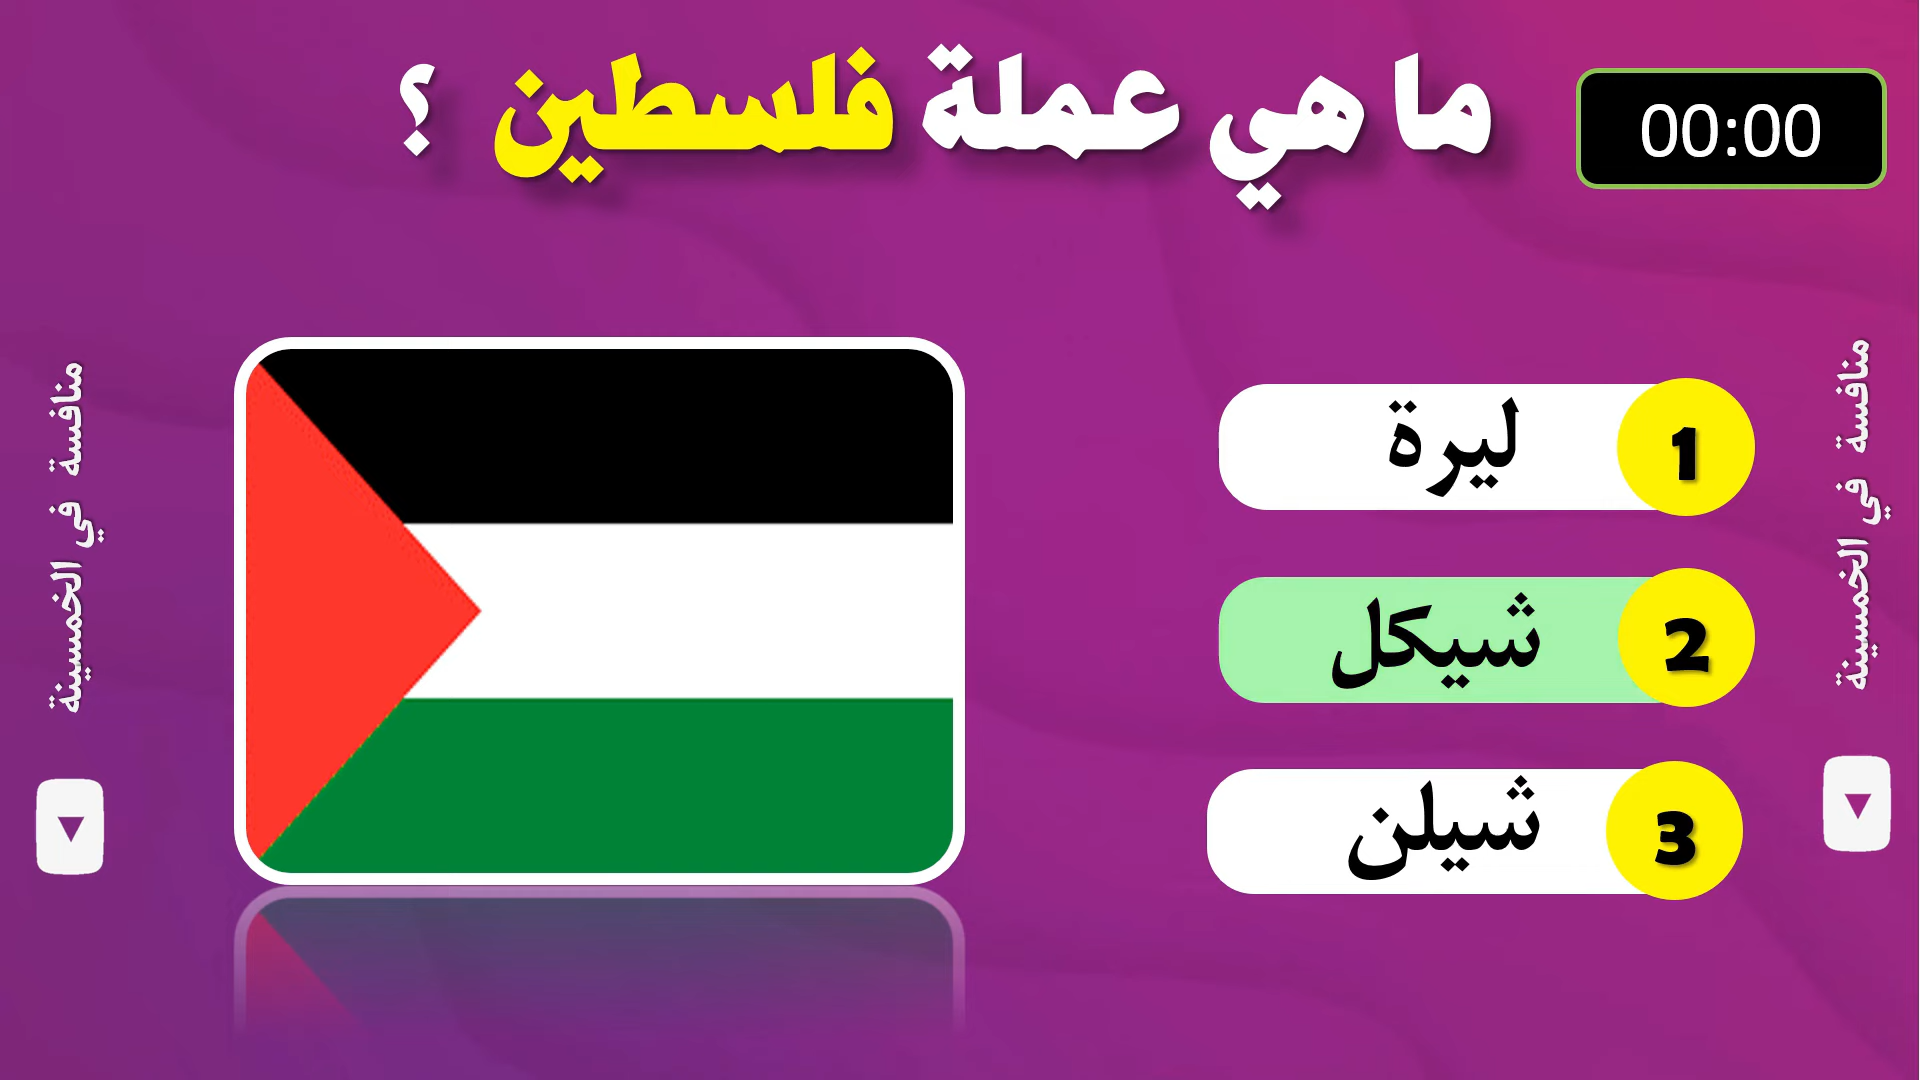 ما هي عملة فلسطين ؟
00:00
1 ليرة
2 شيكل
3 شيلن
منافسة في الخمسينة
منافسة في الخمسينة